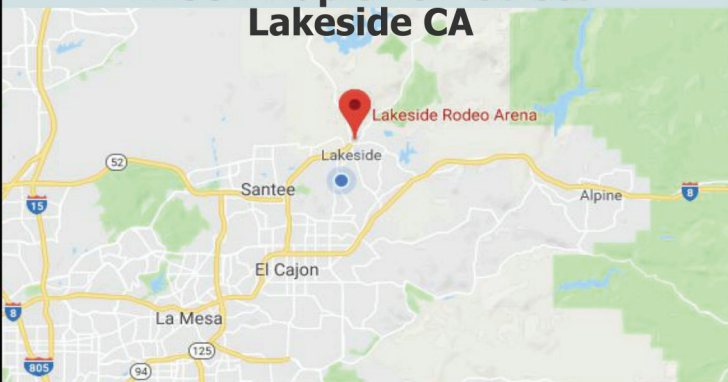 Lakeside CA
Lakeside Rodeo Arena
Lakeside
52
Santee
15
Alpine
8
El Cajon
8
La Mesa
125
805
94